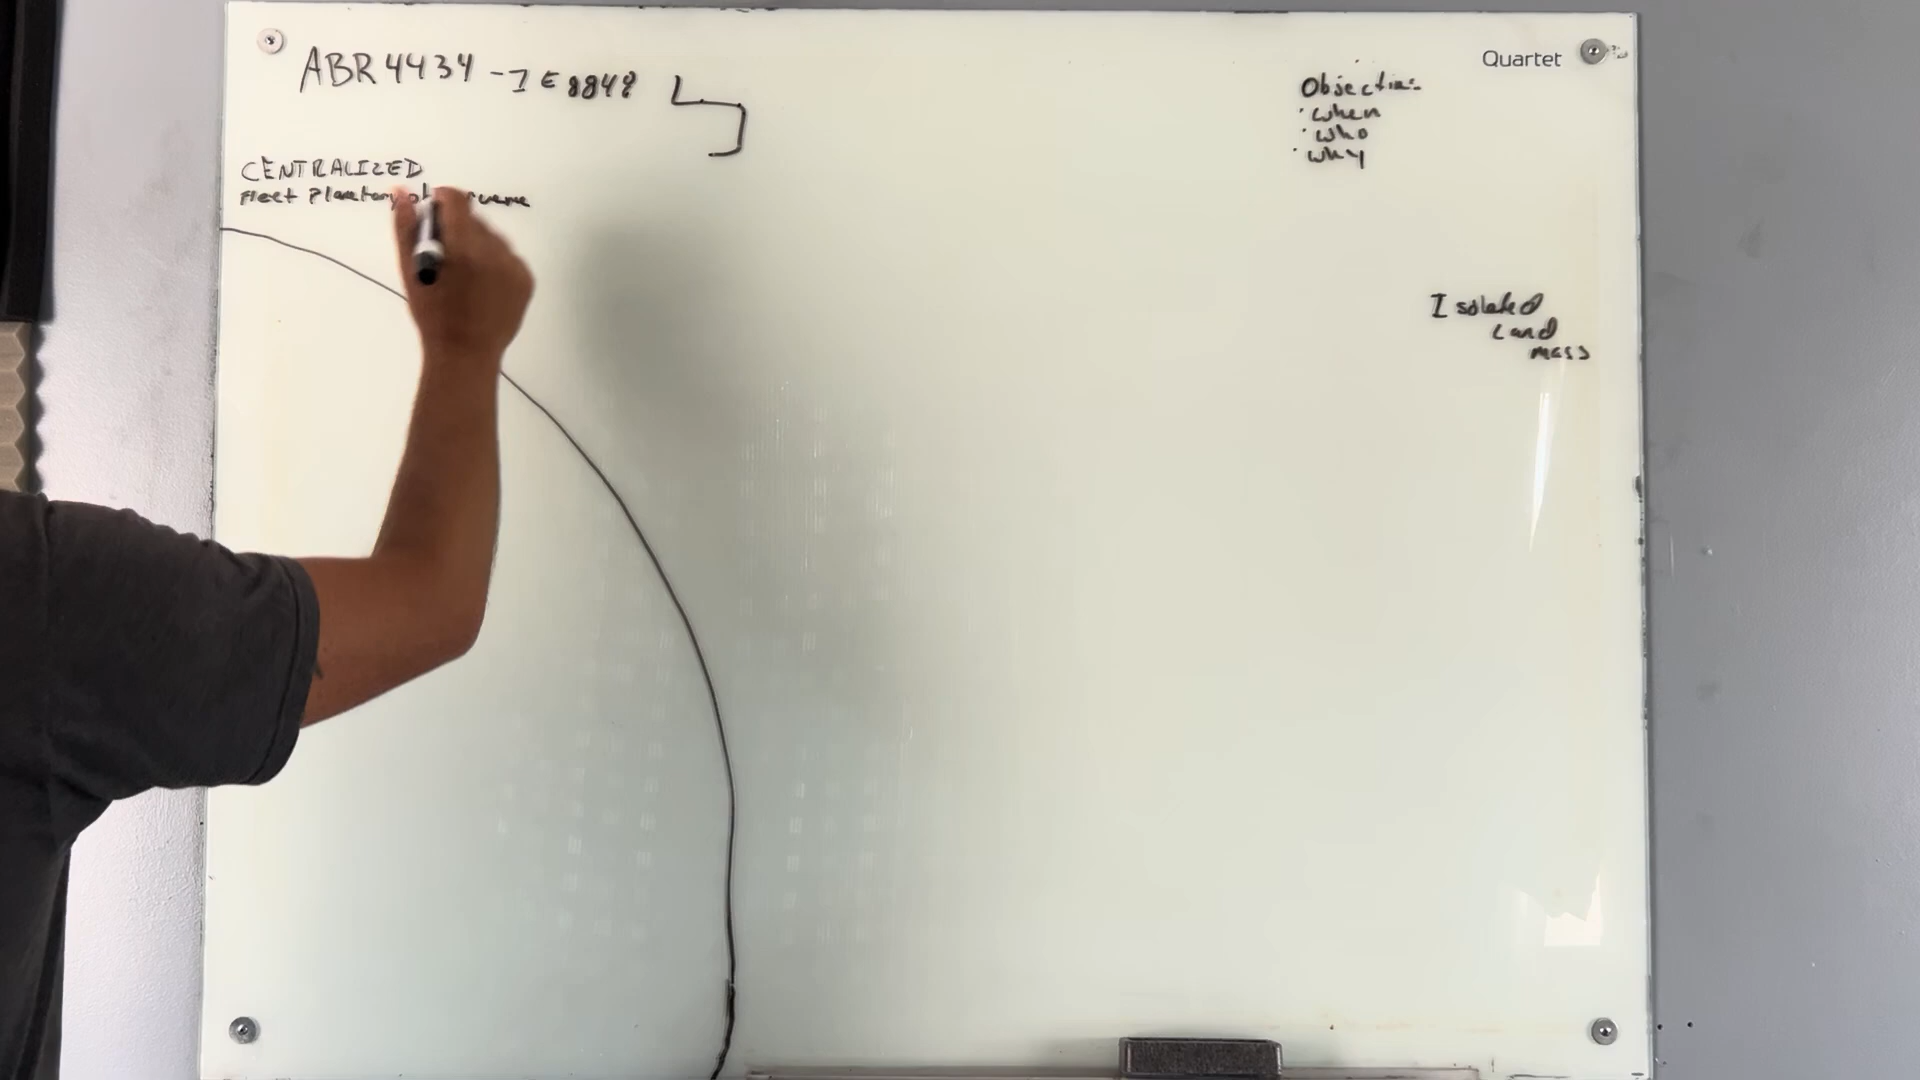 ABR4434 - IE8848
CENTRALIZED
Fleet Planetary
Quartet
Objective:
· when
· who
· why
Isolated
Land
mass